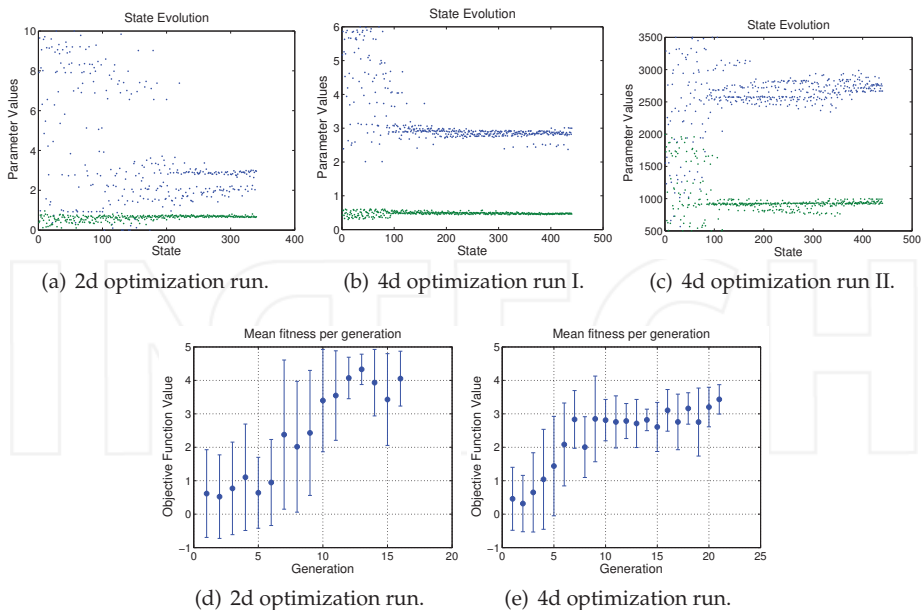 State Evolution
State Evolution
State Evolution
Parameter Values
10
8
6
4
2
0
0 100 200 300 400
State
Parameter Values
6
5
4
3
2
1
0
0 100 200 300 400 500
State
Parameter Values
3500
3000
2500
2000
1500
1000
500
0 100 200 300 400 500
State
(a) 2d optimization run.
(b) 4d optimization run I.
(c) 4d optimization run II.
INTECH
Mean fitness per generation
Mean fitness per generation
Objective Function Value
5
4
3
2
1
0
−1
0 5 10 15 20
Generation
Objective Function Value
5
4
3
2
1
0
−1
0 5 10 15 20 25
Generation
(d) 2d optimization run.
(e) 4d optimization run.